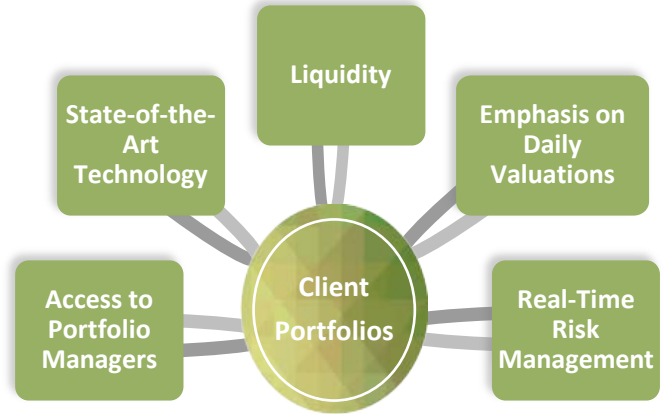 Liquidity
State-of-the-
Art
Technology
Emphasis on
Daily
Valuations
Access to
Portfolio
Managers
Client
Portfolios
Real-Time
Risk
Management